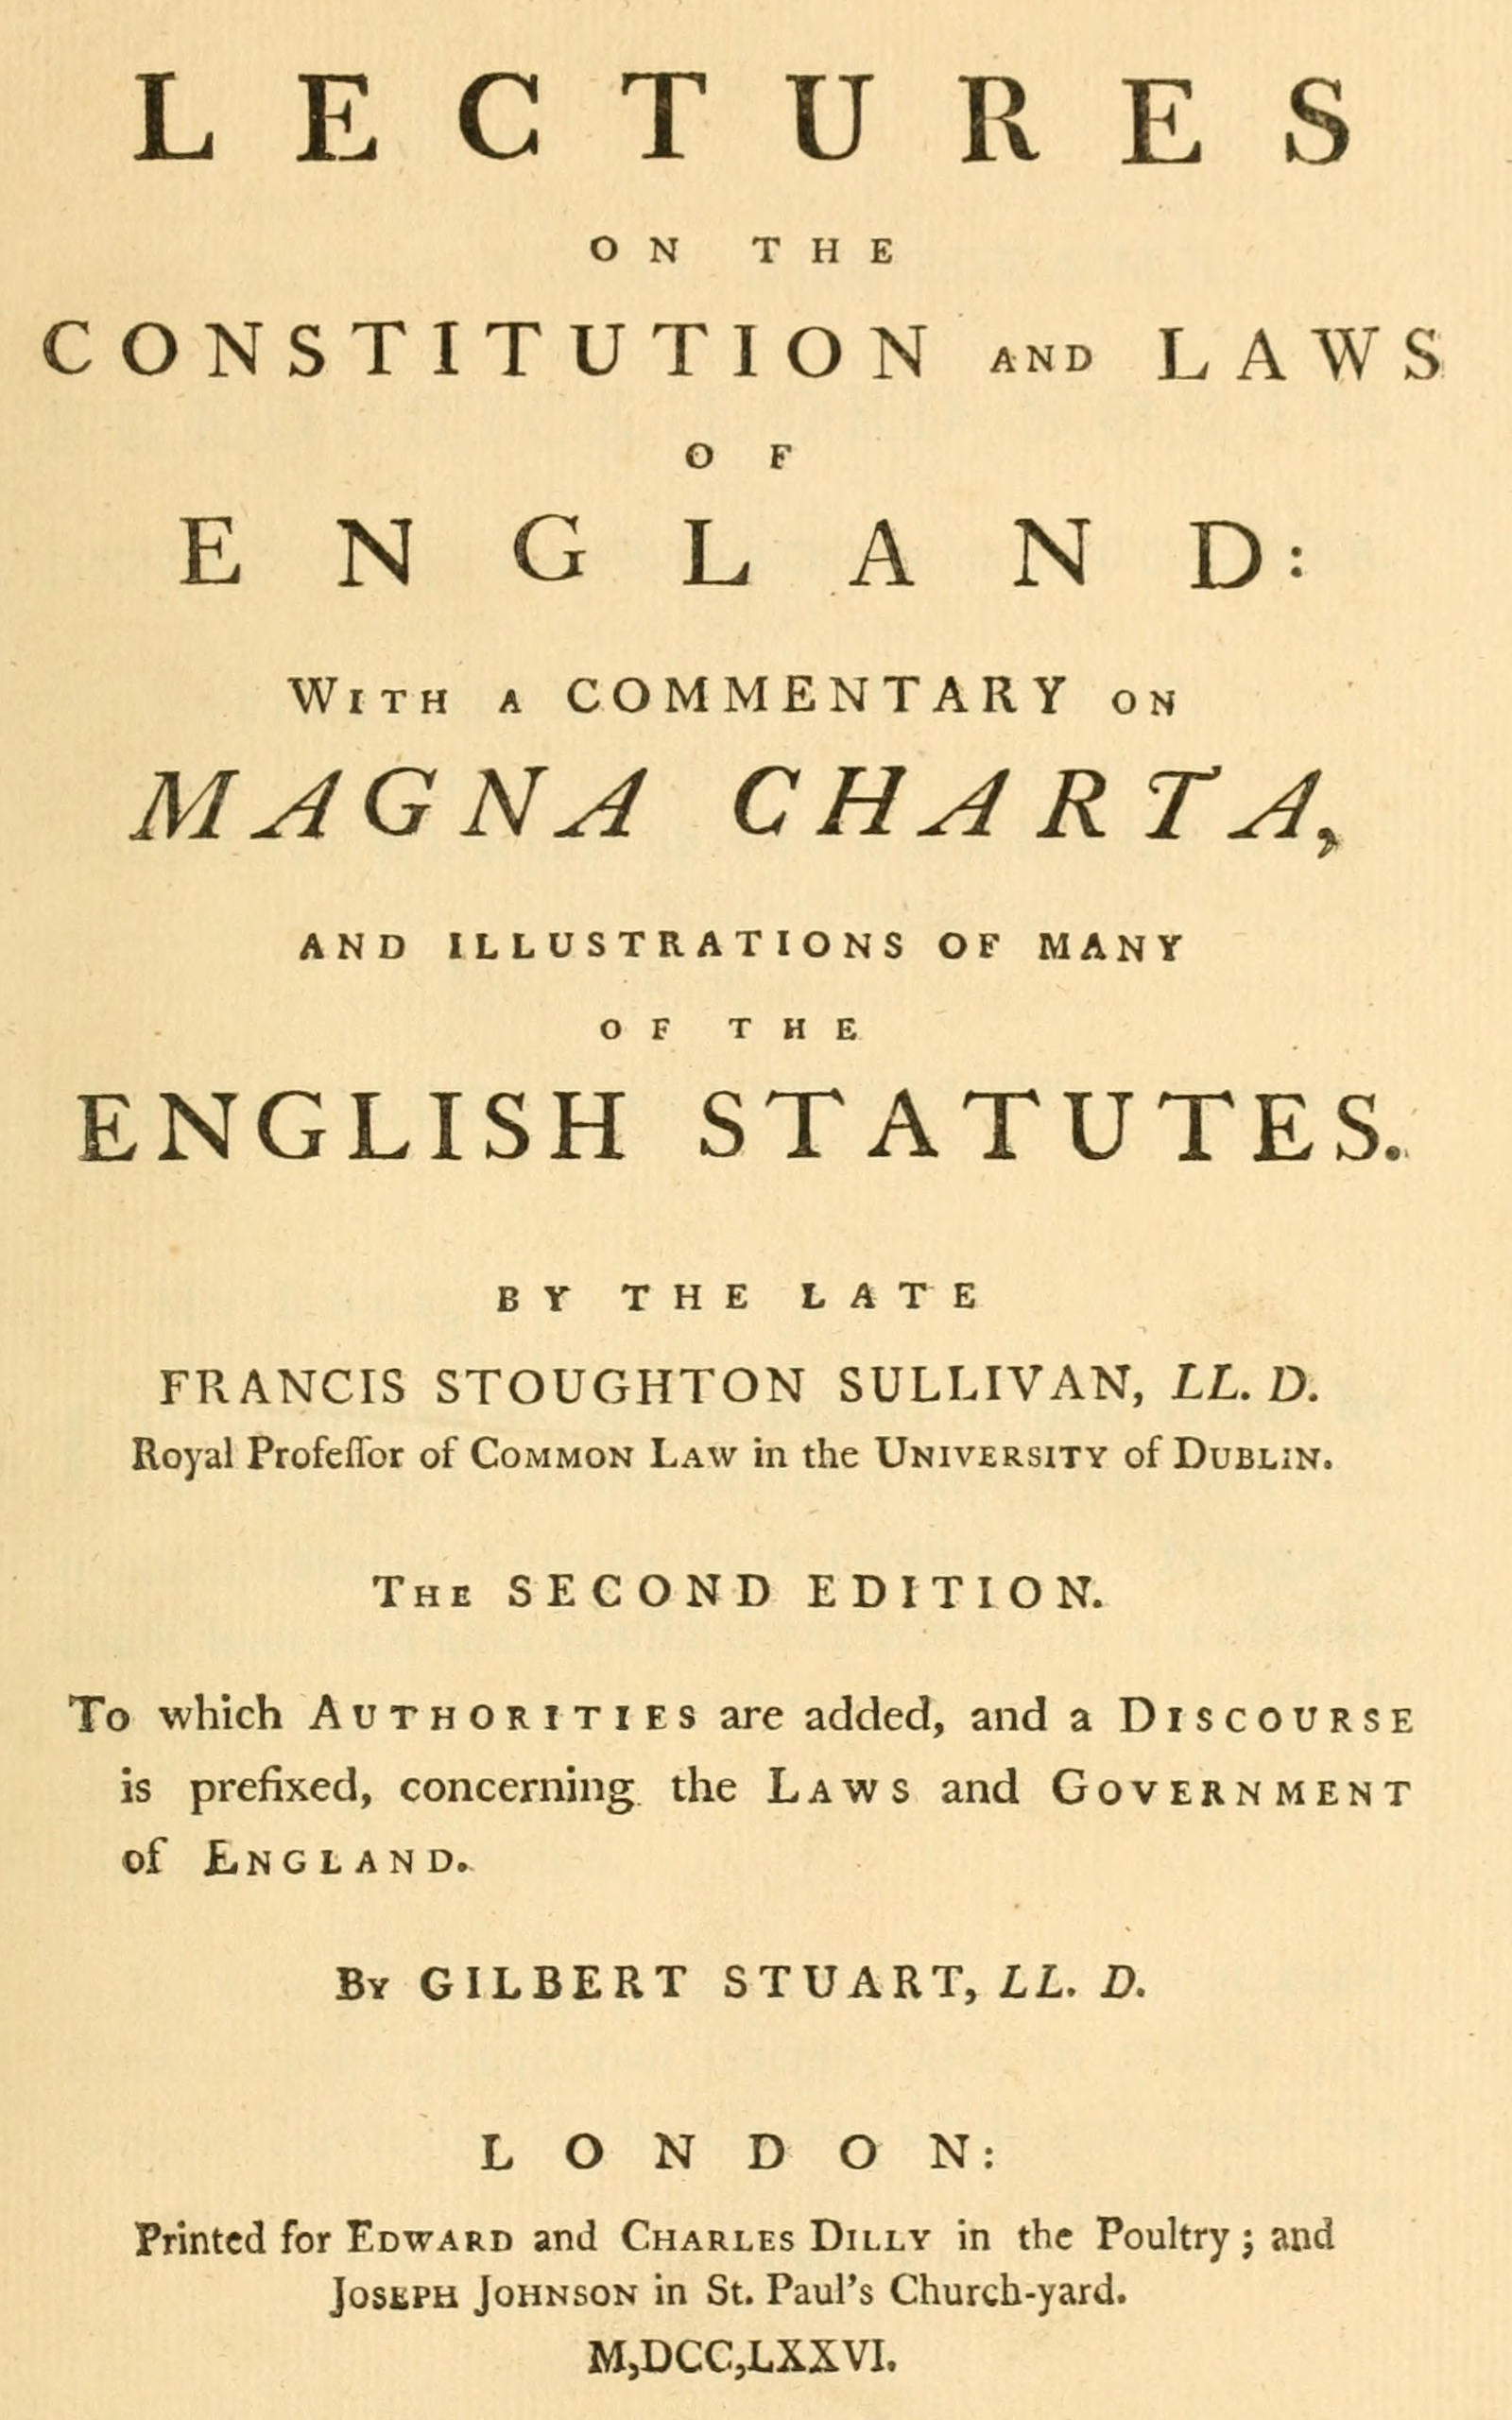 LECTURES
ON THE
CONSTITUTION AND LAWS
OF
ENGLAND:
WITH A COMMENTARY ON
MAGNA CHARTA,
AND ILLUSTRATIONS OF MANY
OF THE
ENGLISH STATUTES.
BY THE LATE
FRANCIS STOUGHTON SULLIVAN, LL. D.
Royal Profeſſor of COMMON LAW in the UNIVERSITY of DUBLIN.
THE SECOND EDITION.
To which AUTHORITIES are added, and a DISCOURSE
is prefixed, concerning the LAWS and GOVERNMENT
of ENGLAND.
BY GILBERT STUART, LL. D.
LONDON:
Printed for EDWARD and CHARLES DILLY in the Poultry; and
JOSEPH JOHNSON in St. Paul's Church-yard.
M,DCC,LXXVI.